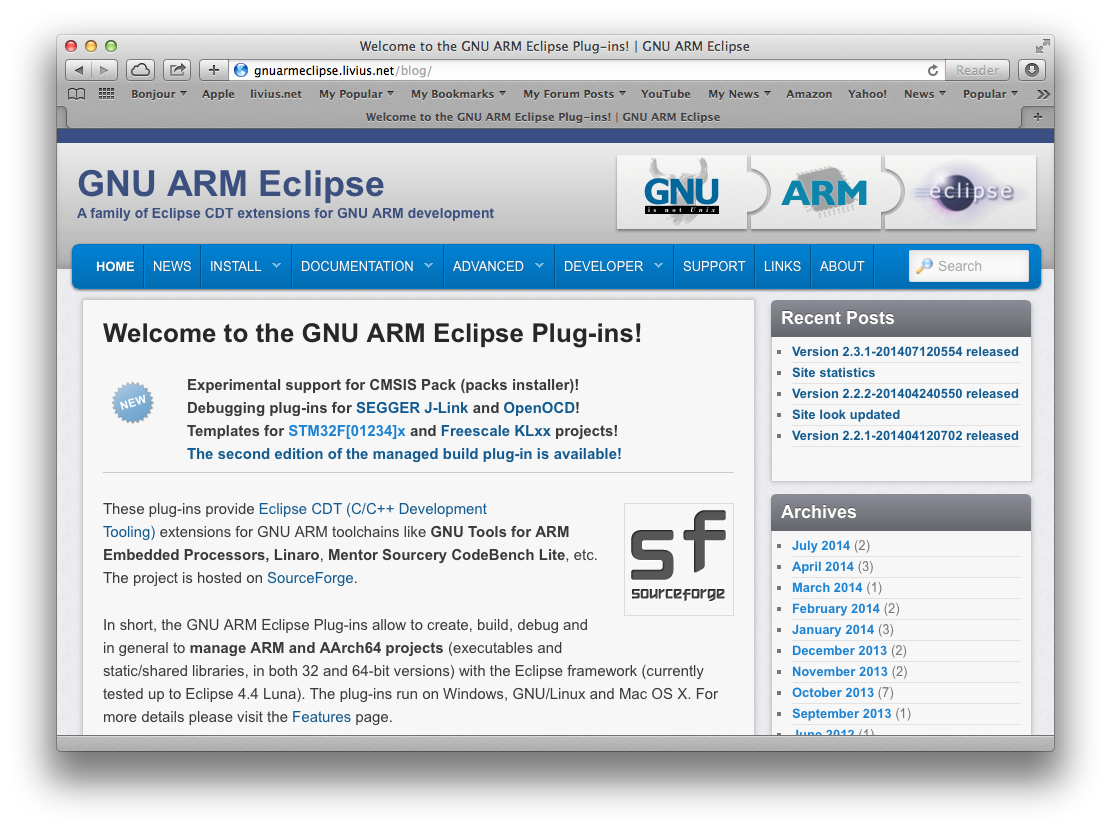 Welcome to the GNU ARM Eclipse Plug-ins! | GNU ARM Eclipse
gnuarmeclipse.livius.net/blog/
Reader
Bonjour Apple livius.net My Popular My Bookmarks My Forum Posts YouTube My News Amazon Yahoo! News Popular
Welcome to the GNU ARM Eclipse Plug-ins! | GNU ARM Eclipse
GNU ARM Eclipse
A family of Eclipse CDT extensions for GNU ARM development
GNU
is not Unix
ARM
eclipse
HOME NEWS INSTALL DOCUMENTATION ADVANCED DEVELOPER SUPPORT LINKS ABOUT Search
Welcome to the GNU ARM Eclipse Plug-ins!
NEW
Experimental support for CMSIS Pack (packs installer)!
Debugging plug-ins for SEGGER J-Link and OpenOCD!
Templates for STM32F[01234]x and Freescale KLxx projects!
The second edition of the managed build plug-in is available!
These plug-ins provide Eclipse CDT (C/C++ Development
Tooling) extensions for GNU ARM toolchains like GNU Tools for ARM
Embedded Processors, Linaro, Mentor Sourcery CodeBench Lite, etc.
The project is hosted on SourceForge.
sf
sourceforge
In short, the GNU ARM Eclipse Plug-ins allow to create, build, debug and
in general to manage ARM and AArch64 projects (executables and
static/shared libraries, in both 32 and 64-bit versions) with the Eclipse framework (currently
tested up to Eclipse 4.4 Luna). The plug-ins run on Windows, GNU/Linux and Mac OS X. For
more details please visit the Features page.
Recent Posts
Version 2.3.1-201407120554 released
Site statistics
Version 2.2.2-201404240550 released
Site look updated
Version 2.2.1-201404120702 released
Archives
July 2014 (2)
April 2014 (3)
March 2014 (1)
February 2014 (2)
January 2014 (3)
December 2013 (2)
November 2013 (2)
October 2013 (7)
September 2013 (1)
June 2012 (1)